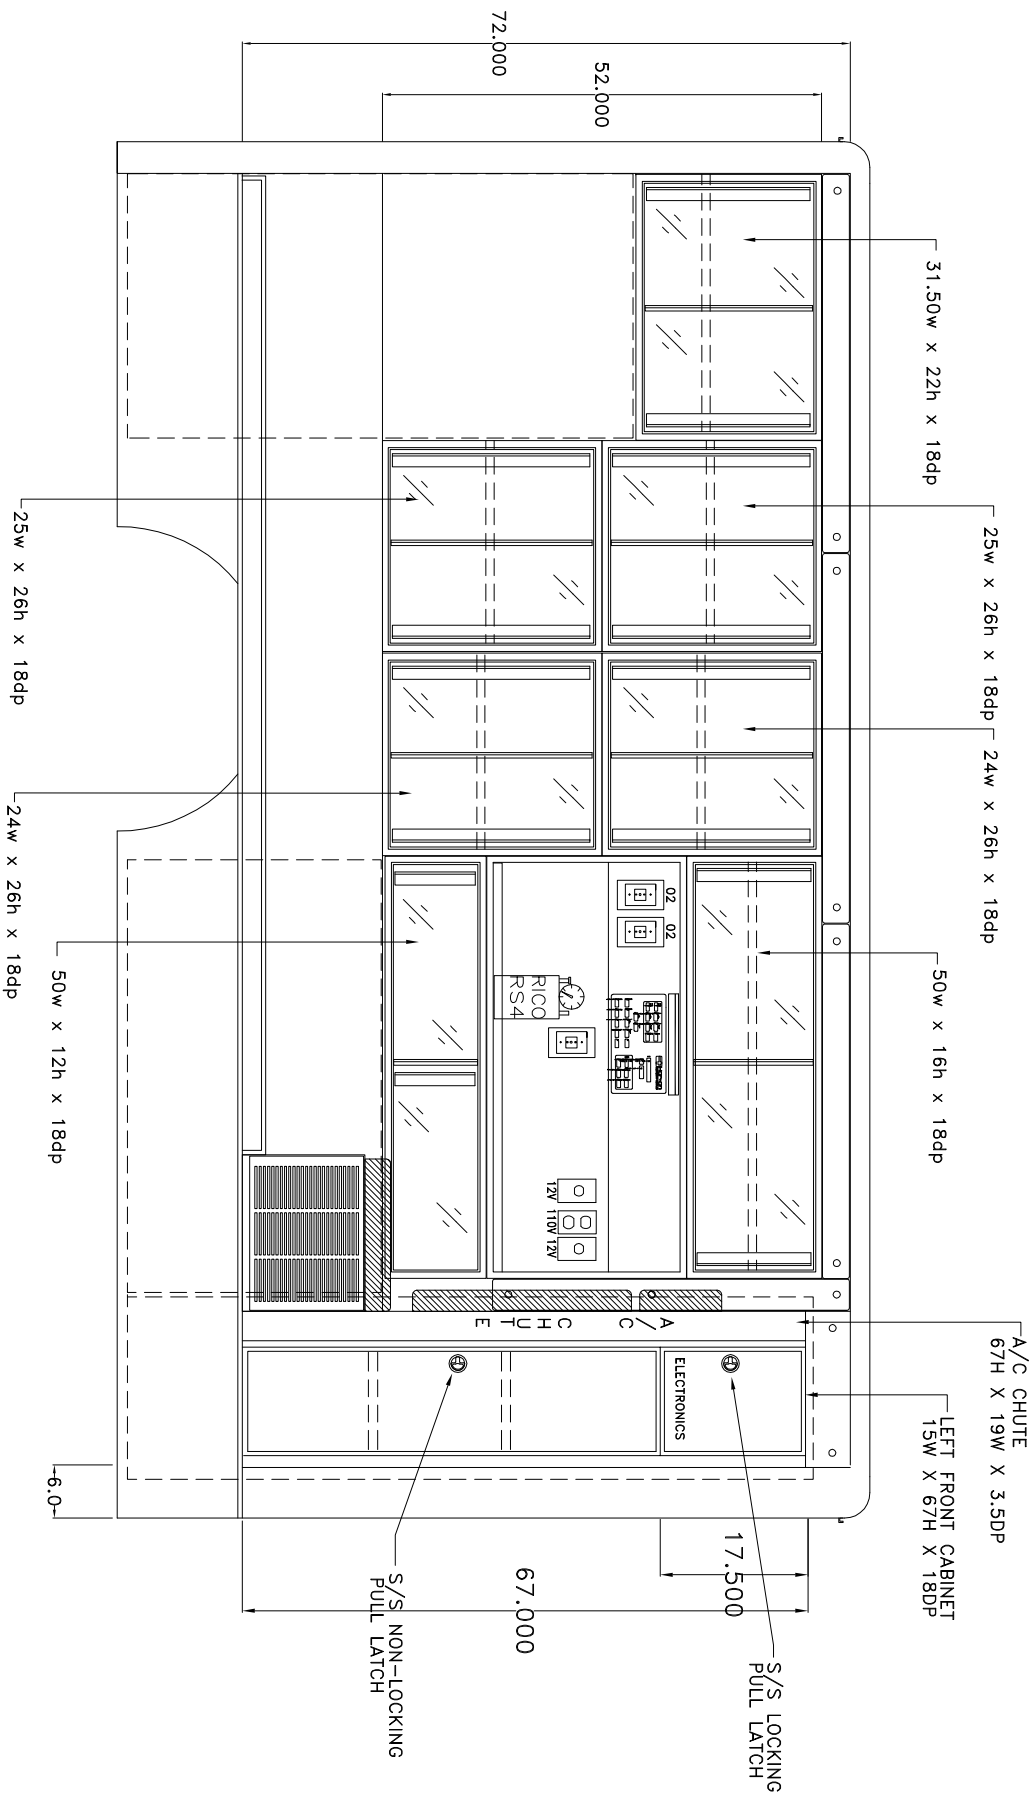 72.000
52.000
31.50w x 22h x 18dp
25w x 26h x 18dp
24w x 26h x 18dp
50w x 16h x 18dp
A/C CHUTE
67H X 19W X 3.5DP
LEFT FRONT CABINET
15W X 67H X 18DP
O2
O2
RICO
RS4
12V
110V
12V
A/C CHUTE
ELECTRONICS
17.500
67.000
S/S LOCKING
PULL LATCH
S/S NON-LOCKING
PULL LATCH
25w x 26h x 18dp
24w x 26h x 18dp
50w x 12h x 18dp
6.0